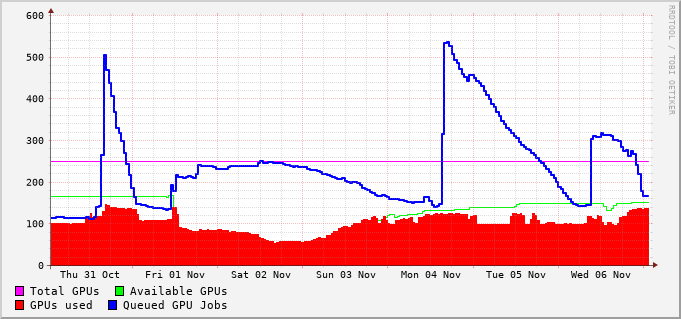 600
500
400
300
200
100
0
Thu 31 Oct Fri 01 Nov Sat 02 Nov Sun 03 Nov Mon 04 Nov Tue 05 Nov Wed 06 Nov
Total GPUs Available GPUs
GPUs used Queued GPU Jobs
RRDTOOL / TOBI OETIKER